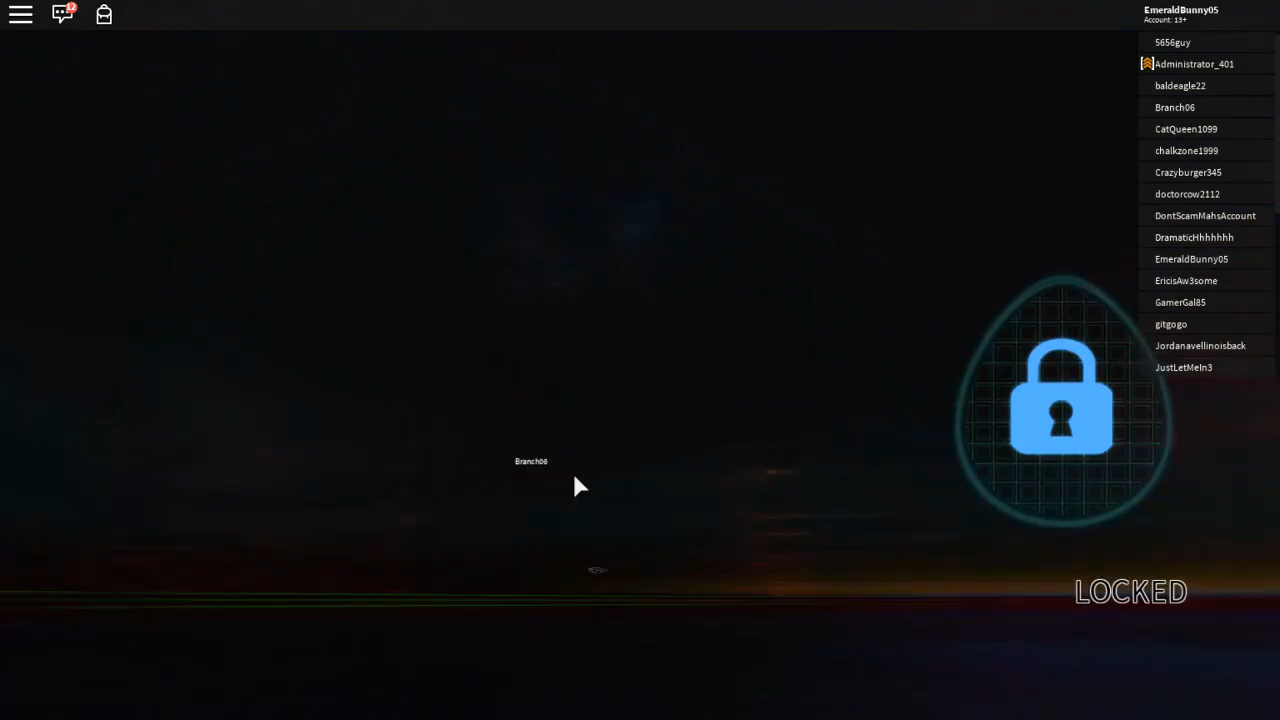 12
EmeraldBunny05
Account: 13+
5656guy
Administrator_401
baldeagle22
Branch06
CatQueen1099
chalkzone1999
Crazyburger345
doctorcow2112
DontScamMahsAccount
DramaticHhhhhhh
EmeraldBunny05
EricisAw3some
GamerGal85
gitgogo
Jordanavellinoisback
JustLetMeIn3
Branch06
LOCKED